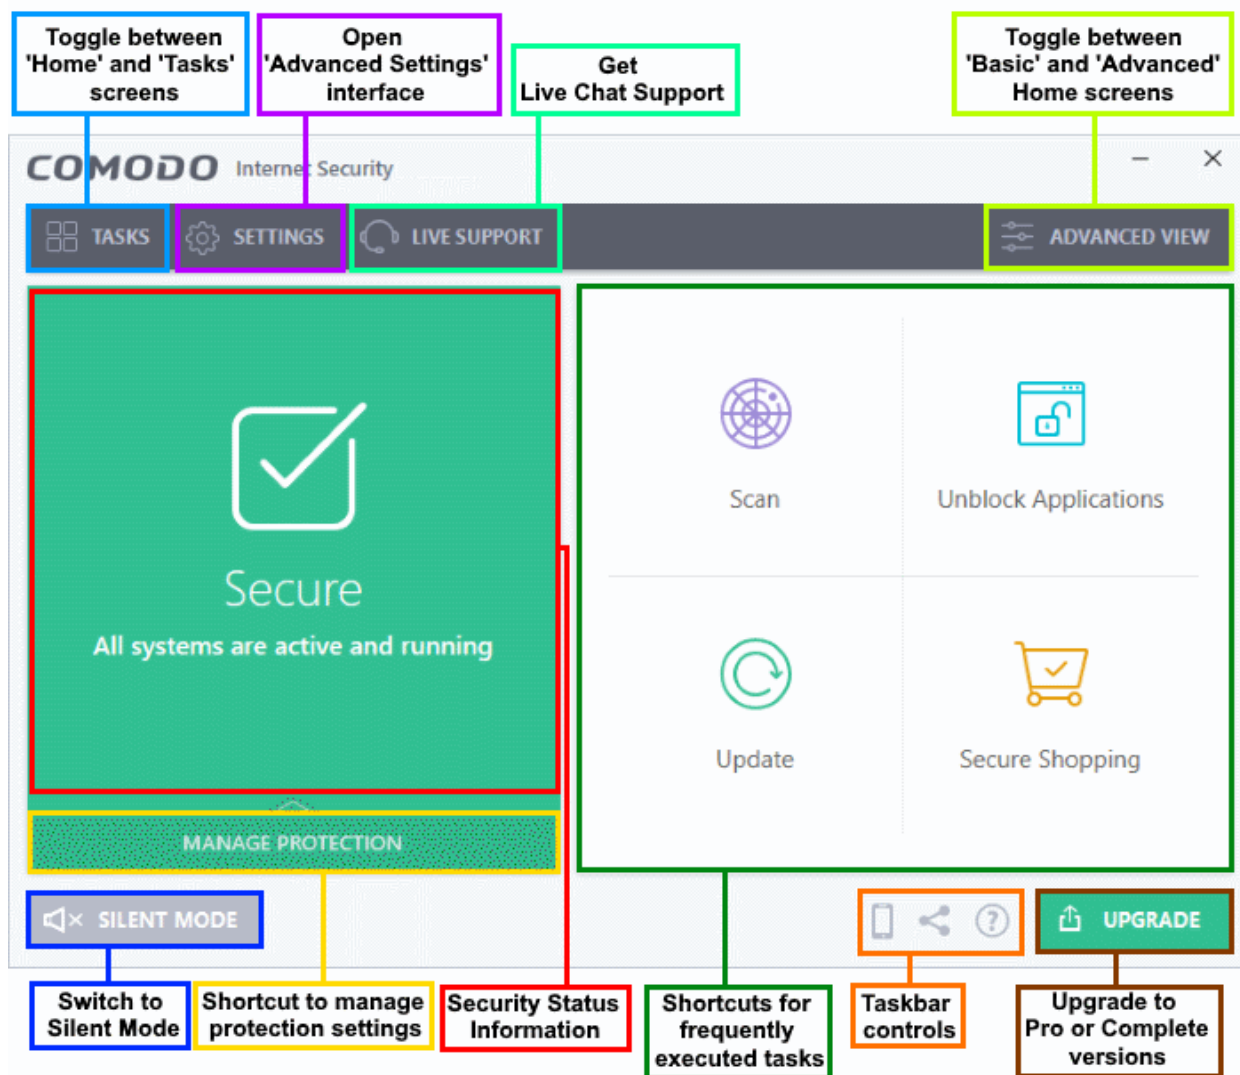 Toggle between
'Home' and 'Tasks'
screens
Open
'Advanced Settings'
interface
Get
Live Chat Support
Toggle between
'Basic' and 'Advanced'
Home screens
COMODO Internet Security
TASKS
SETTINGS
LIVE SUPPORT
ADVANCED VIEW
Secure
All systems are active and running
MANAGE PROTECTION
Scan
Unblock Applications
Update
Secure Shopping
SILENT MODE
UPGRADE
Switch to
Silent Mode
Shortcut to manage
protection settings
Security Status
Information
Shortcuts for
frequently
executed tasks
Taskbar
controls
Upgrade to
Pro or Complete
versions